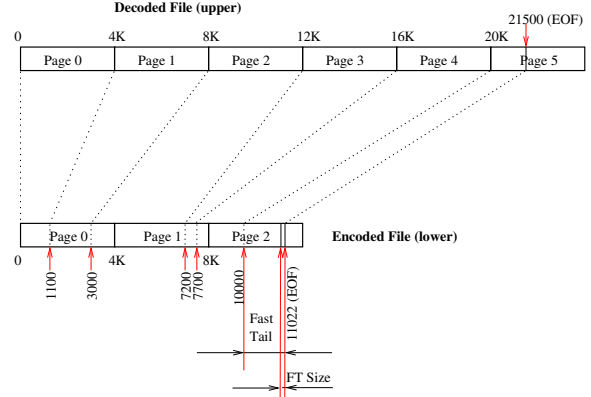 Decoded File (upper)
21500 (EOF)
0 4K 8K 12K 16K 20K
Page 0 Page 1 Page 2 Page 3 Page 4 Page 5
Page 0 Page 1 Page 2
Encoded File (lower)
0 4K 8K
1100
3000
7200
7700
10000
11022 (EOF)
Fast
Tail
FT Size